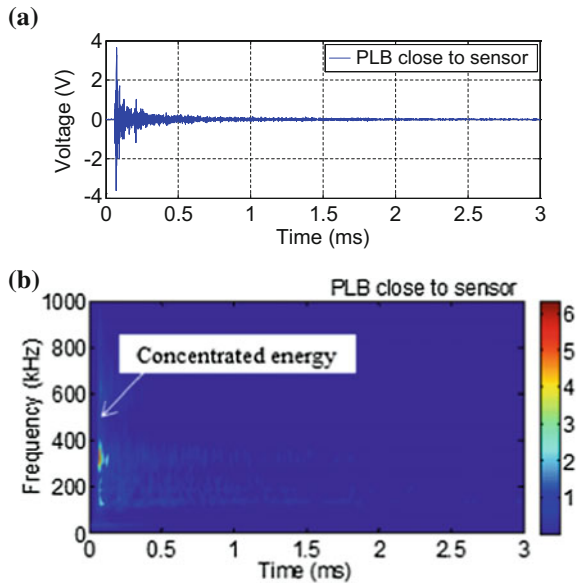 (a)
PLB close to sensor
4
2
0
-2
-4
Voltage (V)
0 0.5 1 1.5 2 2.5 3
Time (ms)
(b)
PLB close to sensor
1000
800
600
400
200
0
Frequency (kHz)
Concentrated energy
6
5
4
3
2
1
0 0.5 1 1.5 2 2.5 3
Time (ms)